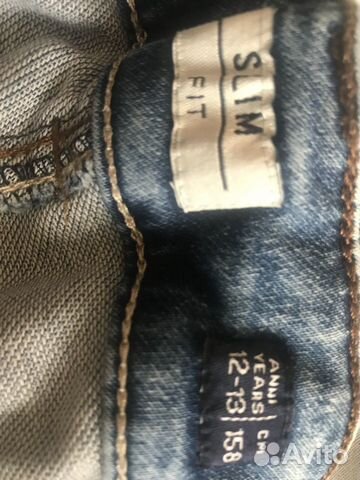 SLIM
FIT
ANNI
YEARS CM
12-13 158
Avito